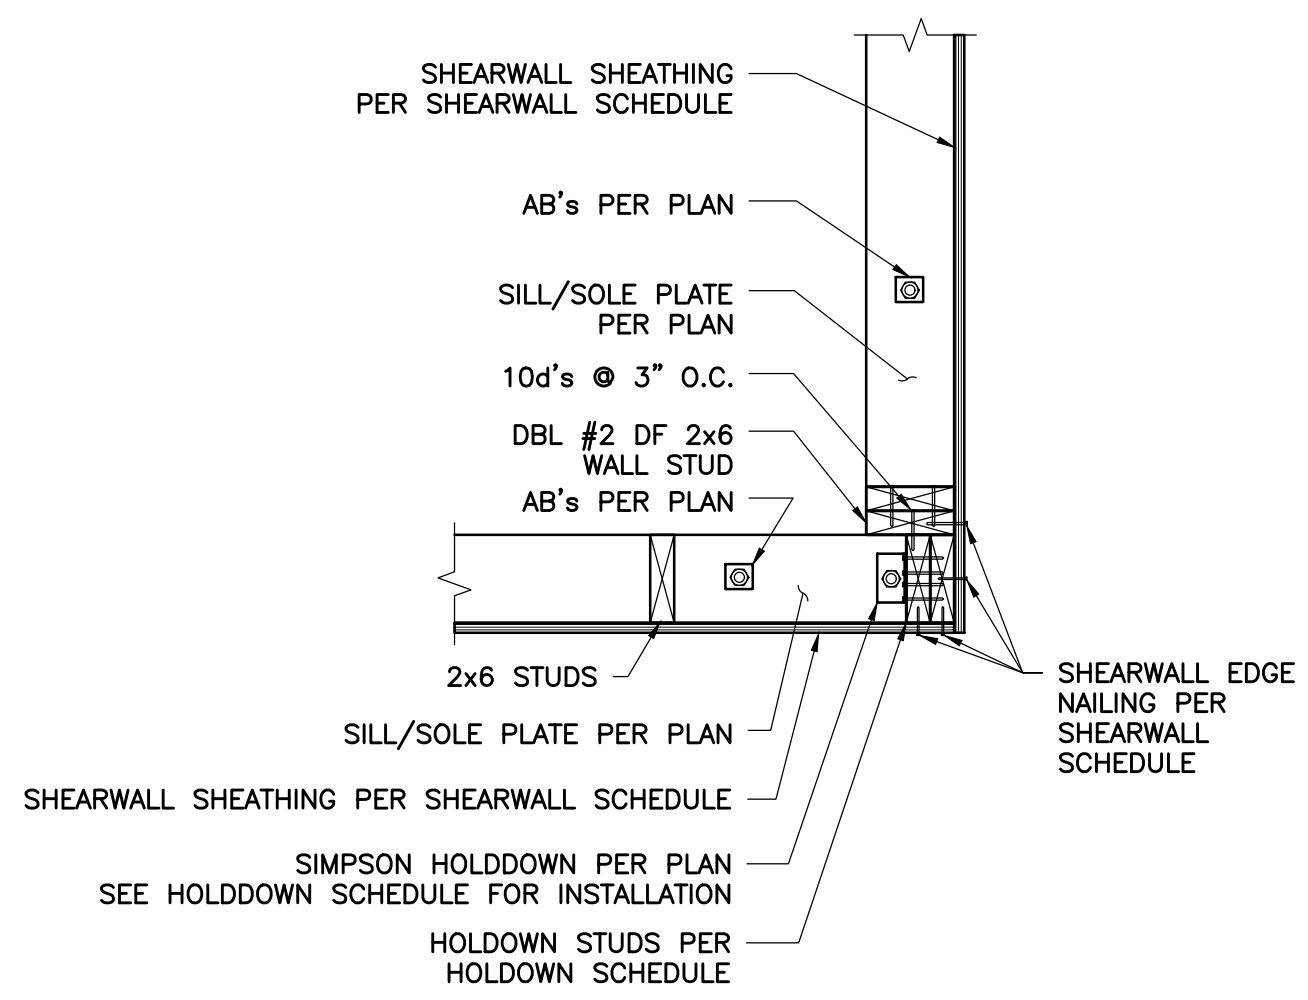 SHEARWALL SHEATHING
PER SHEARWALL SCHEDULE
AB's PER PLAN
SILL/SOLE PLATE
PER PLAN
10d's @ 3" O.C.
DBL #2 DF 2x6
WALL STUD
AB's PER PLAN
2x6 STUDS
SILL/SOLE PLATE PER PLAN
SHEARWALL SHEATHING PER SHEARWALL SCHEDULE
SIMPSON HOLDDOWN PER PLAN
SEE HOLDDOWN SCHEDULE FOR INSTALLATION
HOLDOWN STUDS PER
HOLDOWN SCHEDULE
SHEARWALL EDGE
NAILING PER
SHEARWALL
SCHEDULE